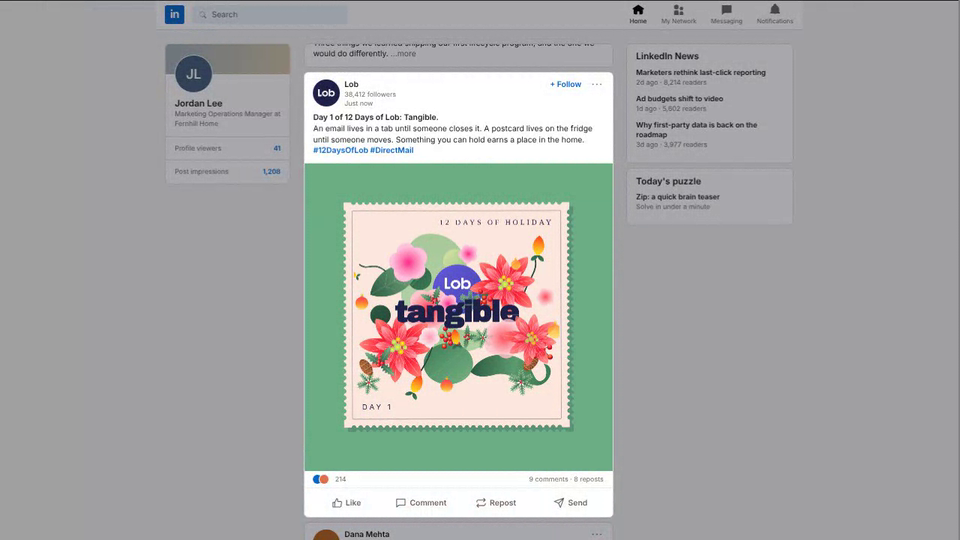 in
Search
Home
My Network
Messaging
Notifications
JL
Jordan Lee
Marketing Operations Manager at
Fernhill Home
Profile viewers 41
Post impressions 1,208
would do differently. ...more
Lob
Lob
38,412 followers
Just now
+ Follow
Day 1 of 12 Days of Lob: Tangible.
An email lives in a tab until someone closes it. A postcard lives on the fridge
until someone moves. Something you can hold earns a place in the home.
#12DaysOfLob #DirectMail
12 DAYS OF HOLIDAY
Lob
tangible
DAY 1
214
9 comments · 8 reposts
Like
Comment
Repost
Send
Dana Mehta
LinkedIn News
Marketers rethink last-click reporting
2d ago · 8,214 readers
Ad budgets shift to video
1d ago · 5,602 readers
Why first-party data is back on the
roadmap
3d ago · 3,977 readers
Today's puzzle
Zip: a quick brain teaser
Solve in under a minute